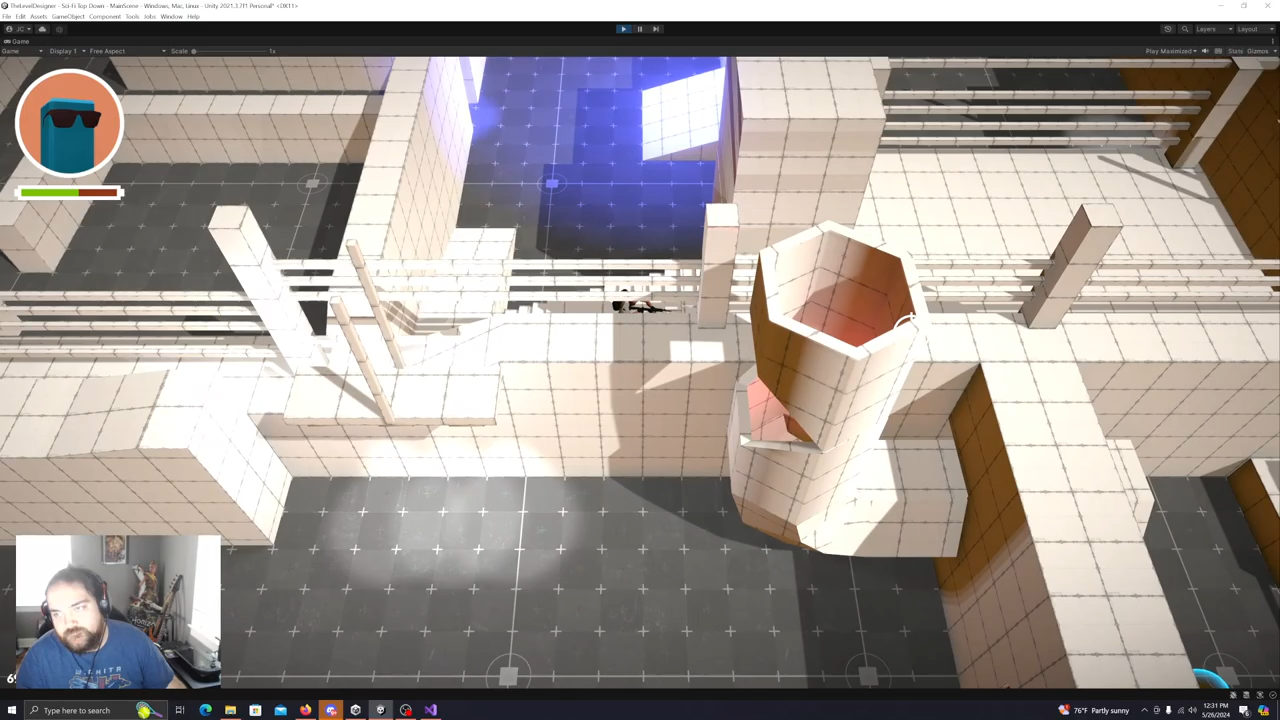 TheLevelDesigner - Sci-Fi Top Down - MainScene - Windows, Mac, Linux - Unity 2021.3.7f1 Personal* <DX11>
File Edit Assets GameObject Component Tools Jobs Window Help
JC Layers Layout
Game
Game Display 1 Free Aspect Scale 1x Play Maximized Stats Gizmos
Type here to search
76°F Partly sunny
12:31 PM
5/26/2024